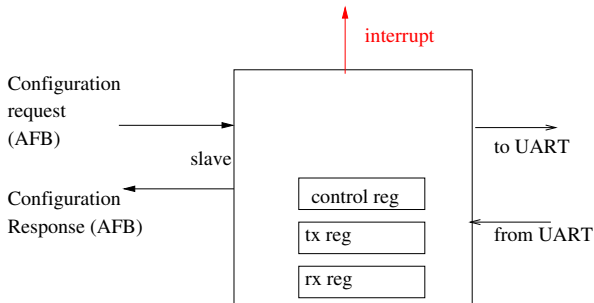 interrupt
Configuration
request
(AFB)
slave
to UART
Configuration
Response (AFB)
control reg
tx reg
from UART
rx reg